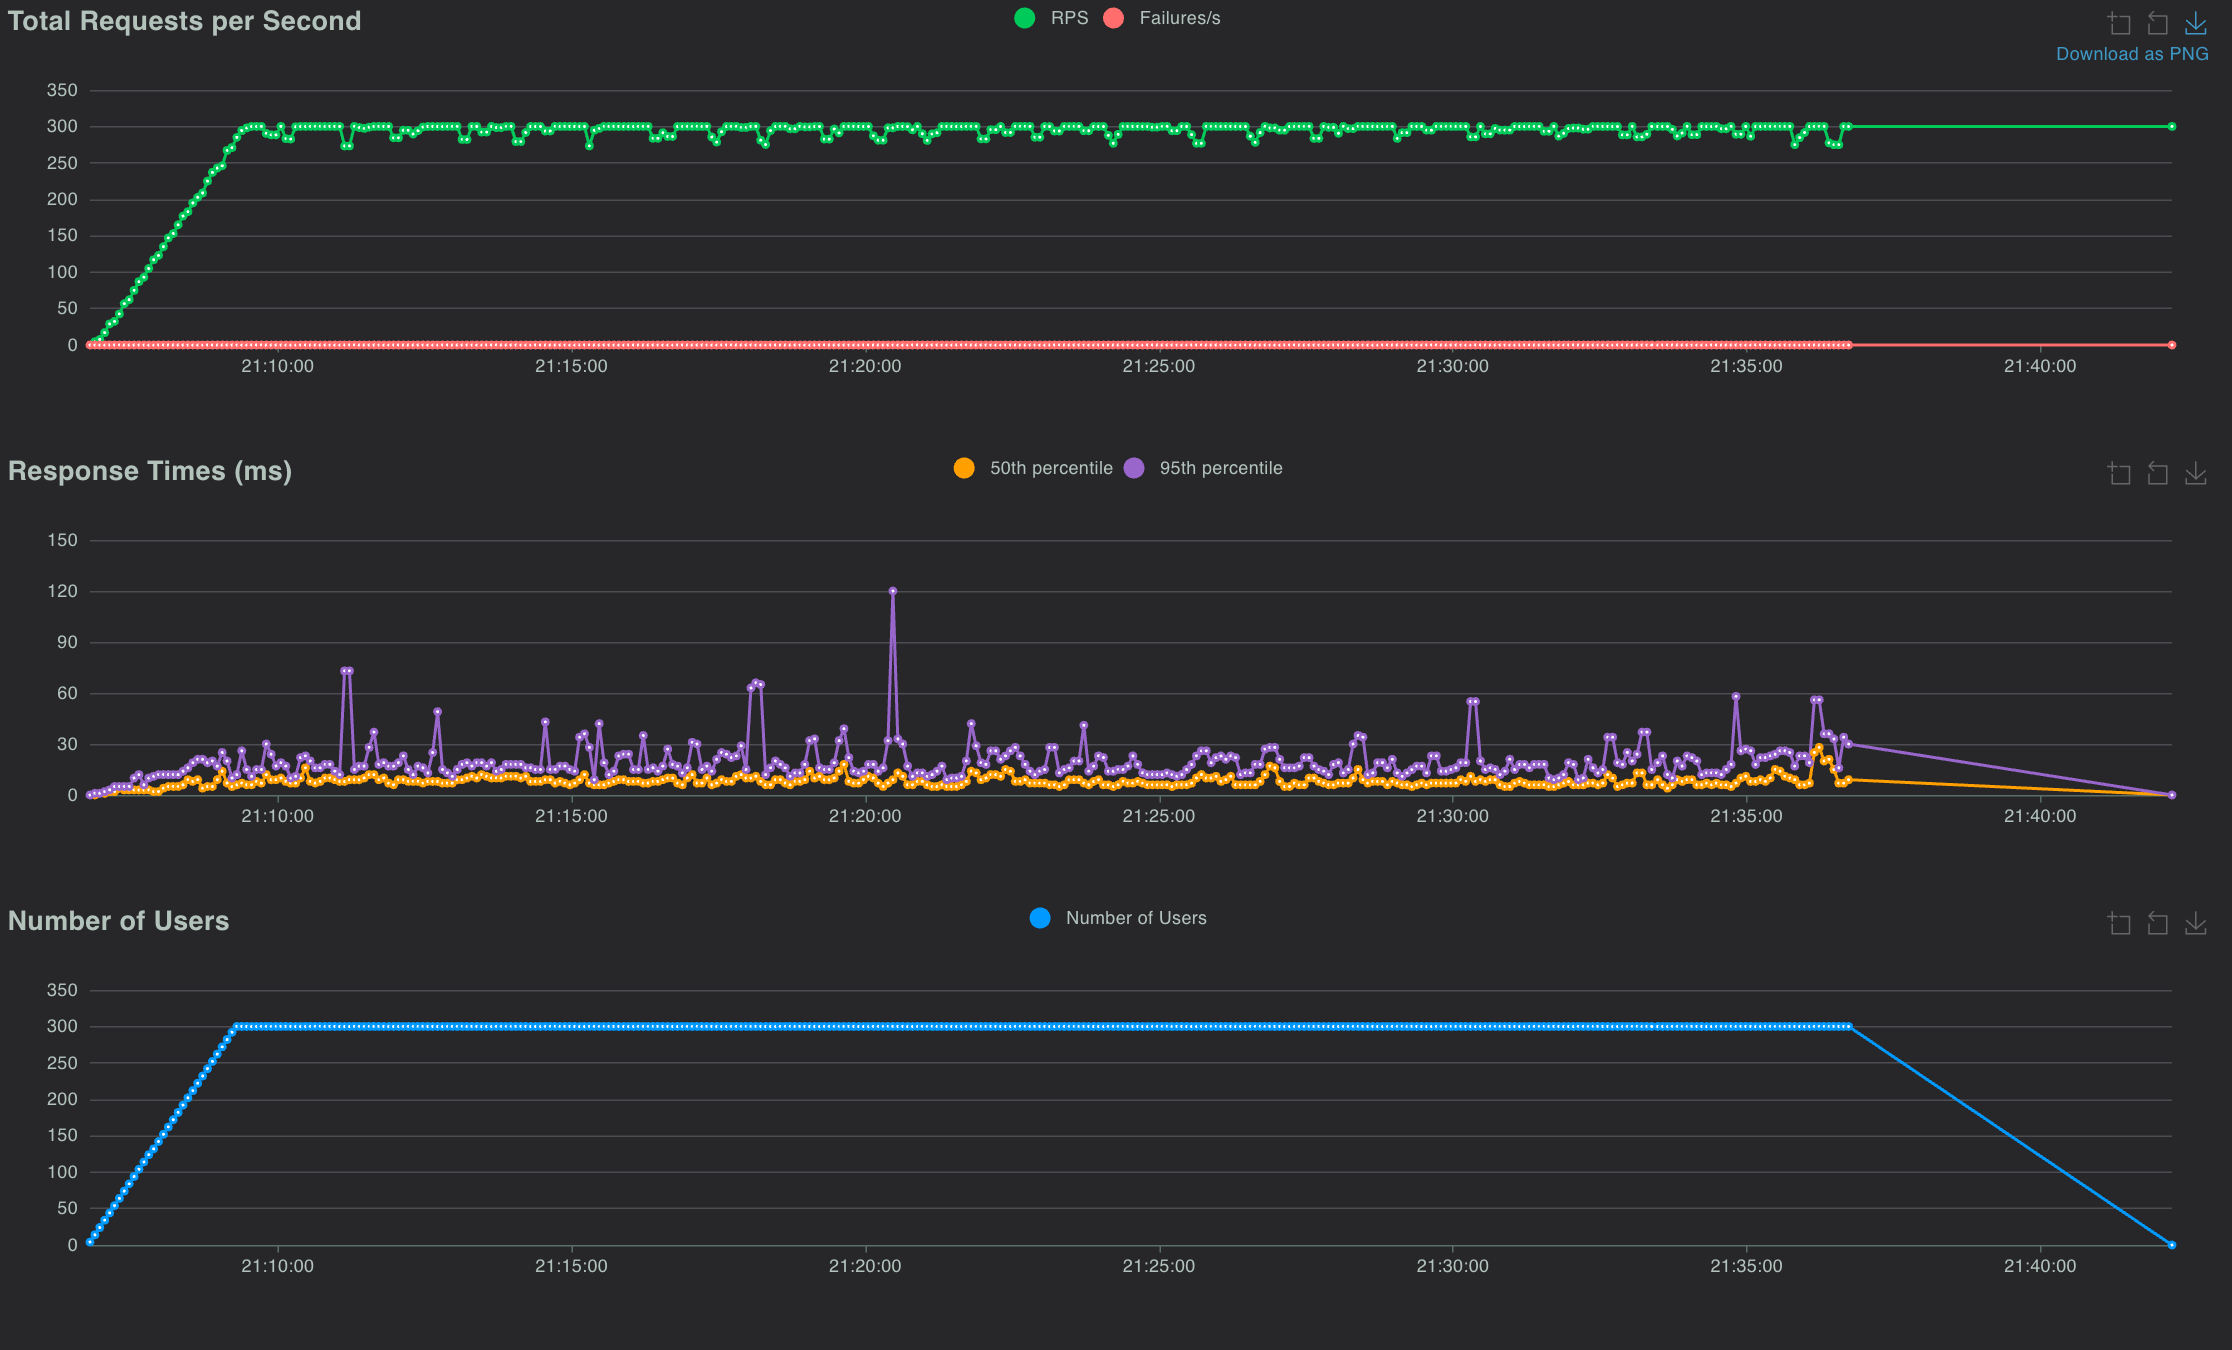 Total Requests per Second
RPS Failures/s
Download as PNG
350
300
250
200
150
100
50
0
21:10:00 21:15:00 21:20:00 21:25:00 21:30:00 21:35:00 21:40:00
Response Times (ms)
50th percentile 95th percentile
150
120
90
60
30
0
21:10:00 21:15:00 21:20:00 21:25:00 21:30:00 21:35:00 21:40:00
Number of Users
Number of Users
350
300
250
200
150
100
50
0
21:10:00 21:15:00 21:20:00 21:25:00 21:30:00 21:35:00 21:40:00